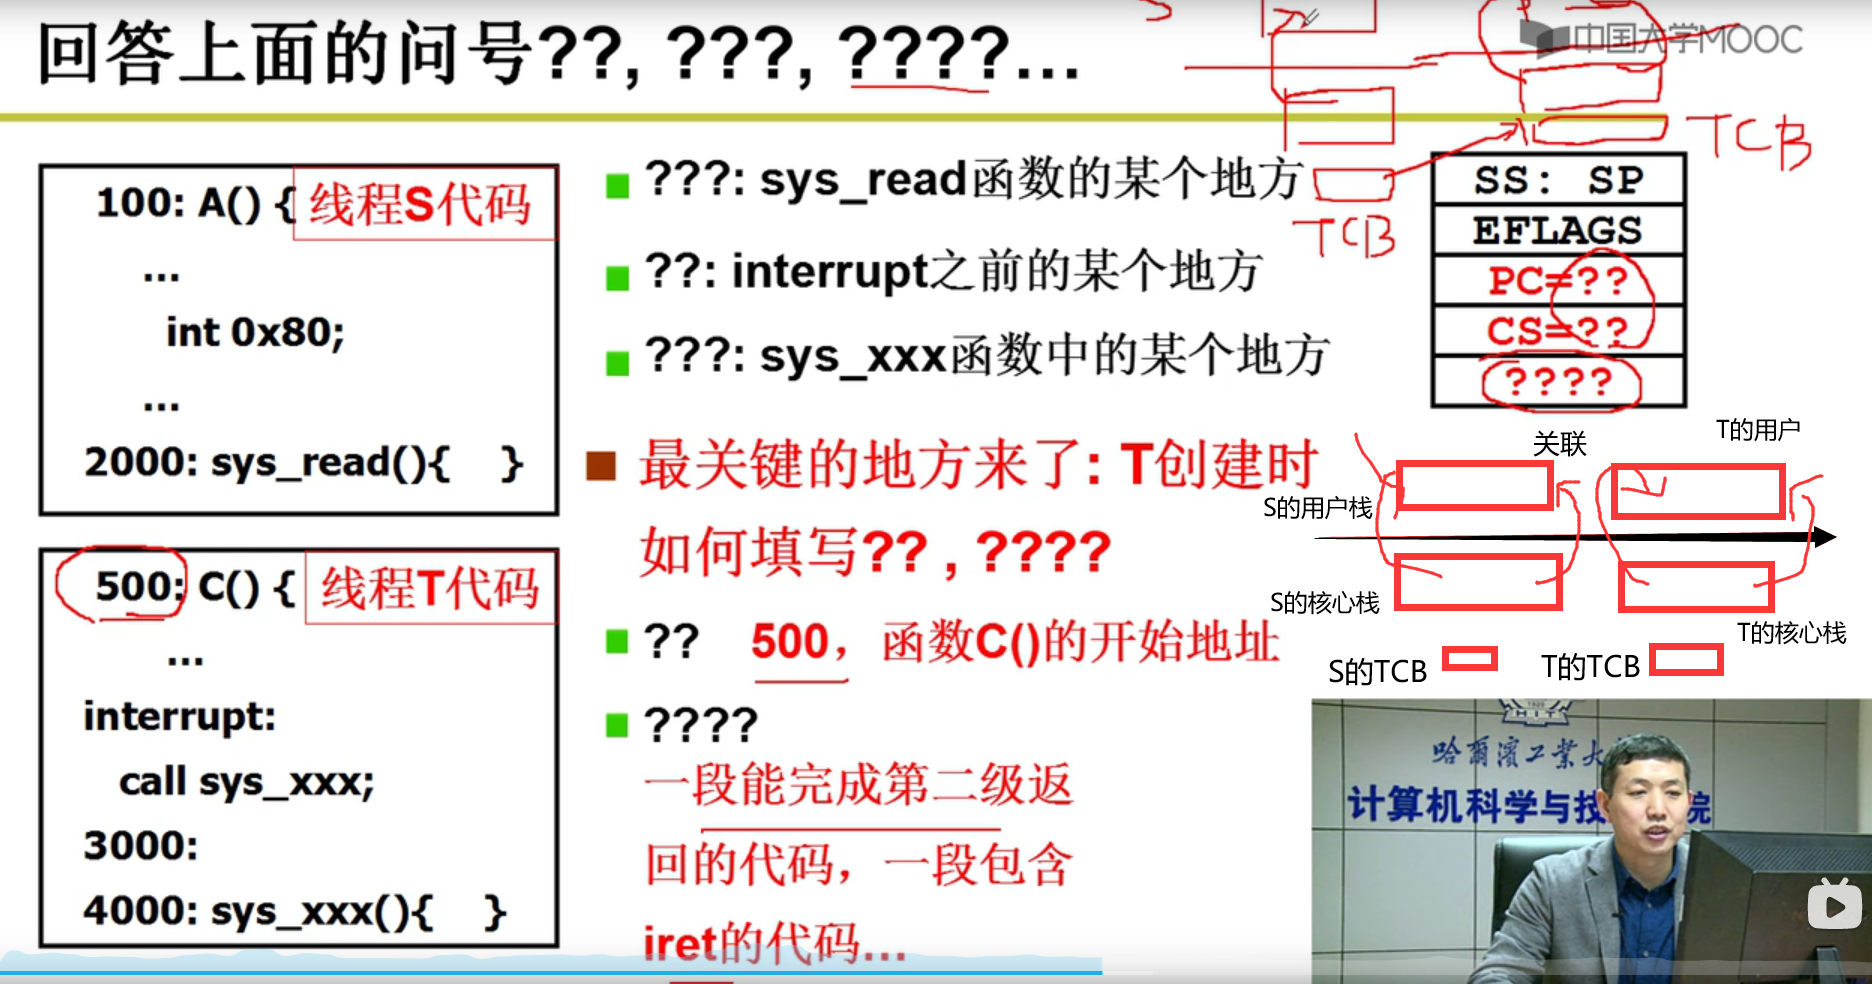 回答上面的问号??, ???, ????...
中国大学MOOC
100: A() {
线程S代码
...
int 0x80;
...
2000: sys_read(){ }
500: C() {
线程T代码
...
interrupt:
call sys_xxx;
3000:
4000: sys_xxx(){ }
???: sys_read函数的某个地方
??: interrupt之前的某个地方
???: sys_xxx函数中的某个地方
最关键的地方来了: T创建时
如何填写?? , ????
?? 500，函数C()的开始地址
????
一段能完成第二级返
回的代码，一段包含
iret的代码...
TCB
TCB
SS: SP
EFLAGS
PC=??
CS=??
????
关联
T的用户
S的用户栈
S的核心栈
T的核心栈
S的TCB
T的TCB
HIT
哈尔滨工业大
计算机科学与技
院